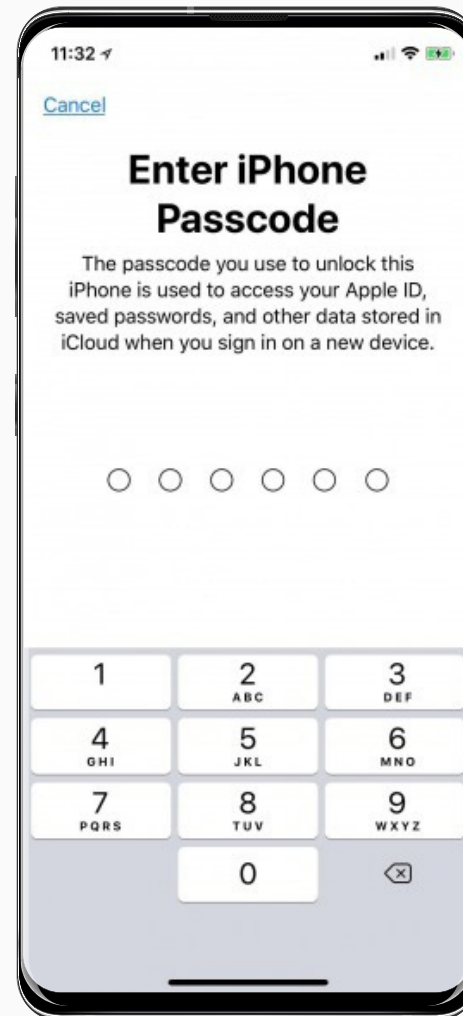 11:32
Cancel
Enter iPhone
Passcode
The passcode you use to unlock this
iPhone is used to access your Apple ID,
saved passwords, and other data stored in
iCloud when you sign in on a new device.
1 2 3
ABC DEF
4 5 6
GHI JKL MNO
7 8 9
PQRS TUV WXYZ
0